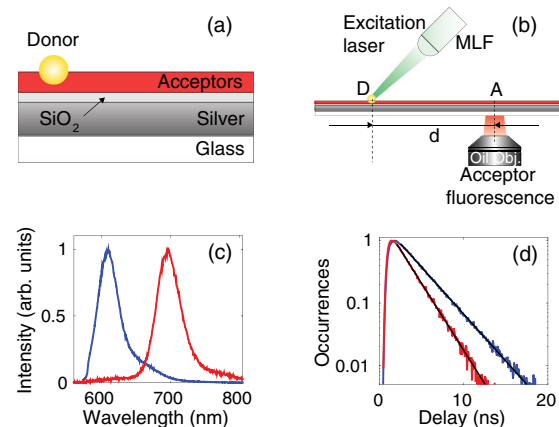 (a)
Donor
Acceptors
SiO2
Silver
Glass
(b)
Excitation
laser
MLF
D
A
d
Oil Obj.
Acceptor
fluorescence
(c)
Intensity (arb. units)
1
0.5
0
600
700
800
Wavelength (nm)
(d)
Occurrences
1
0.1
0.01
0
10
20
Delay (ns)